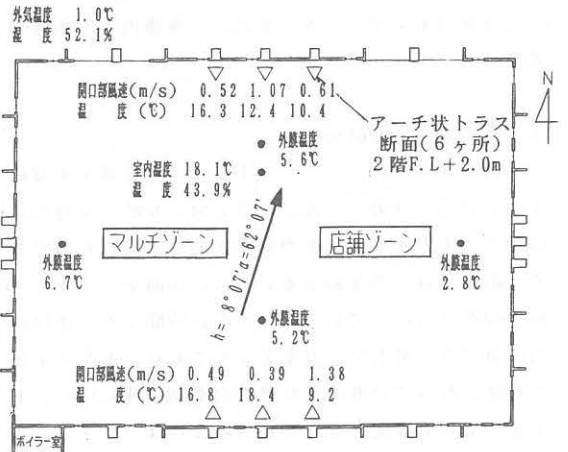 外気温度 1.0℃
湿度 52.1%
N
開口部風速(m/s) 0.52 1.07 0.61
温度(℃) 16.3 12.4 10.4
アーチ状トラス
断面(6ヶ所)
2階F.L+2.0m
外膜温度
5.6℃
室内温度 18.1℃
湿度 43.9%
マルチゾーン
店舗ゾーン
外膜温度
6.7℃
外膜温度
2.8℃
h=8°07′ a=62°07′
外膜温度
5.2℃
開口部風速(m/s) 0.49 0.39 1.38
温度(℃) 16.8 18.4 9.2
ボイラー室